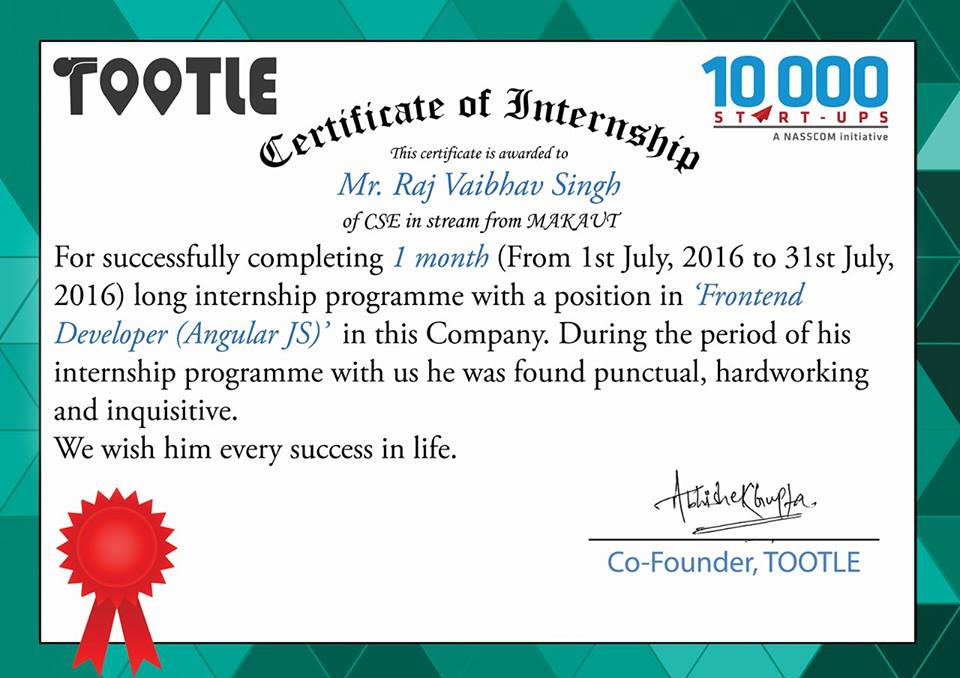 TOOTLE
10 000
START-UPS
A NASSCOM initiative
Certificate of Internship
This certificate is awarded to
Mr. Raj Vaibhav Singh
of CSE in stream from MAKAUT
For successfully completing 1 month (From 1st July, 2016 to 31st July,
2016) long internship programme with a position in ‘Frontend
Developer (Angular JS)’ in this Company. During the period of his
internship programme with us he was found punctual, hardworking
and inquisitive.
We wish him every success in life.
Abhishek Gupta
Co-Founder, TOOTLE